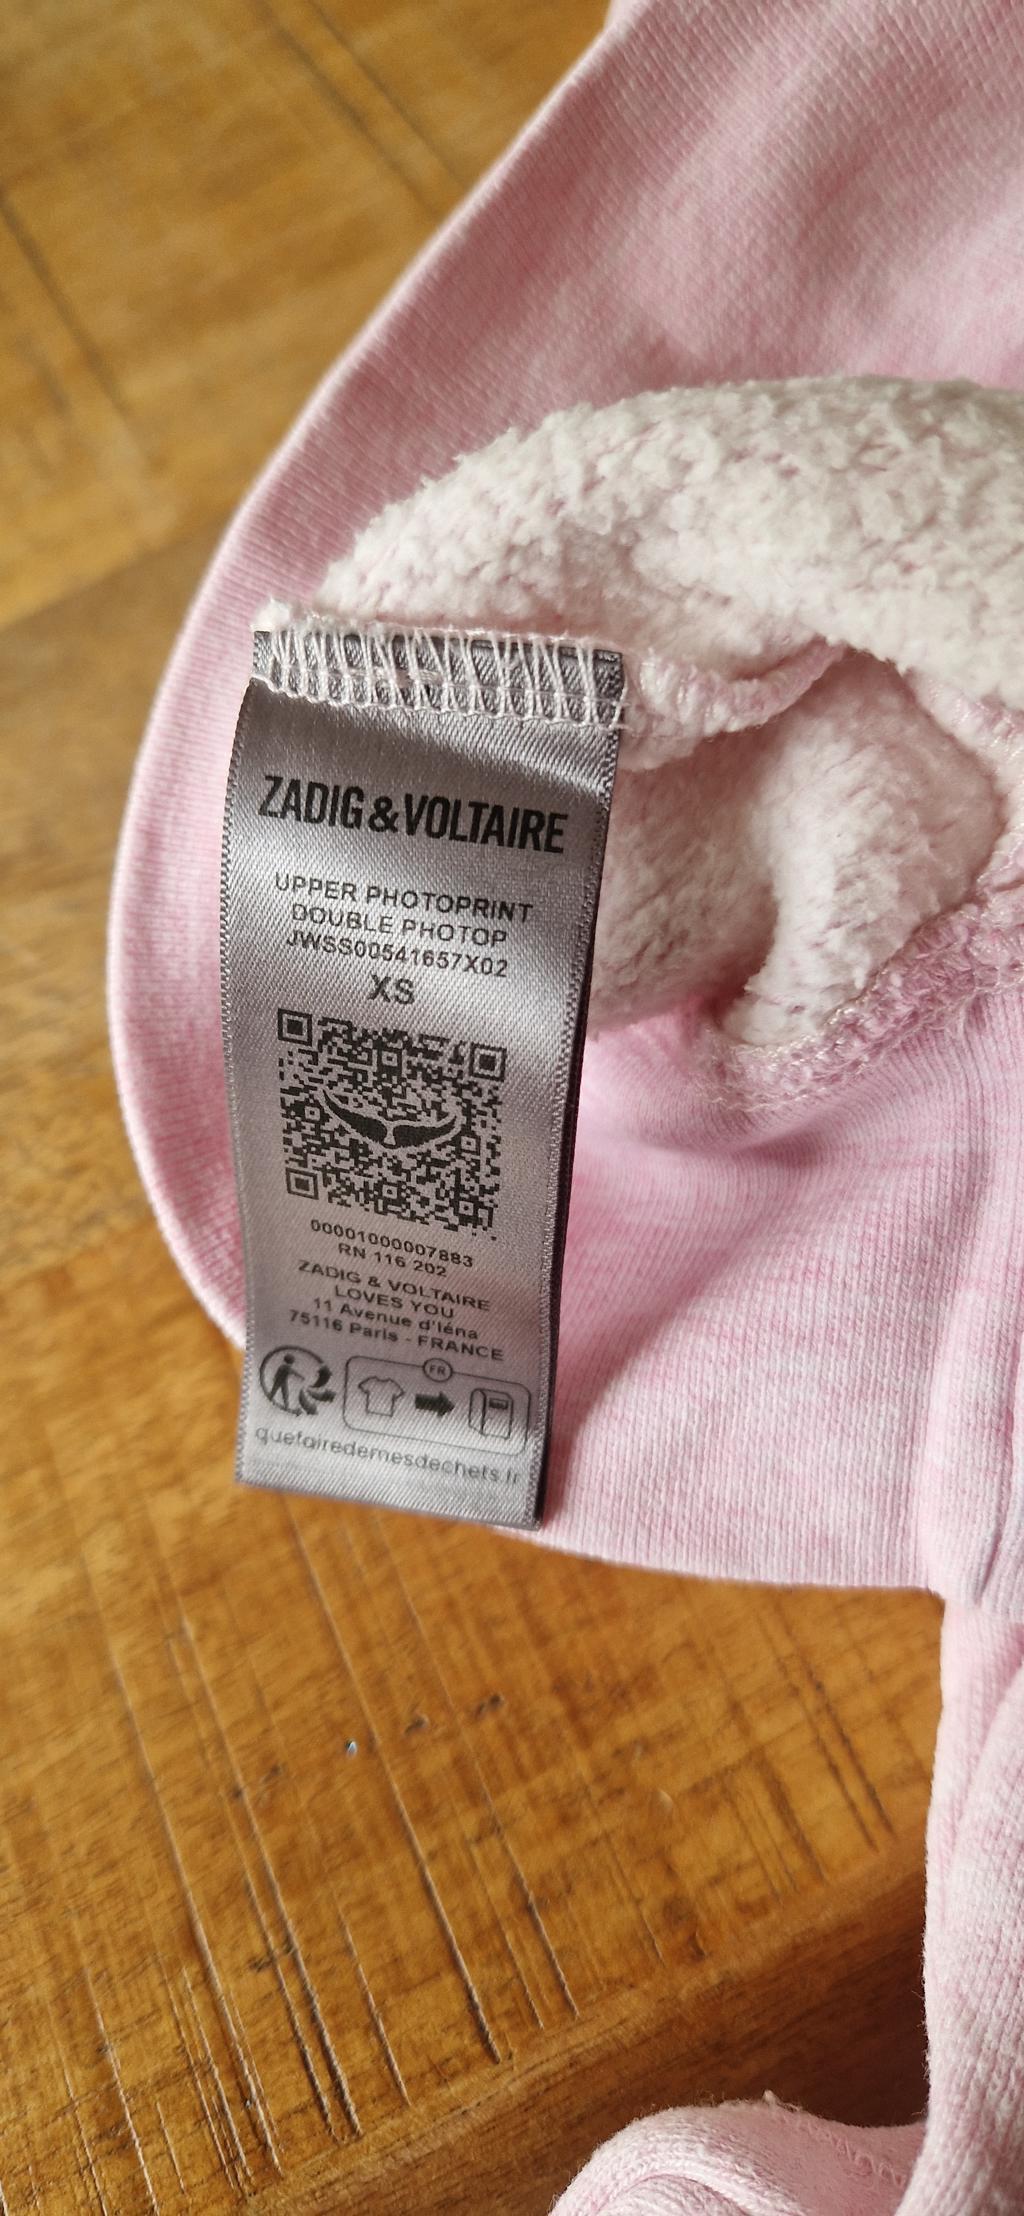 ZADIG&VOLTAIRE
UPPER PHOTOPRINT
DOUBLE PHOTOP
JWSS00541657X02
XS
00001000007883
RN 116 202
ZADIG & VOLTAIRE
LOVES YOU
11 Avenue d'Iéna
75116 Paris - FRANCE
FR
quefairedemesdechets.fr